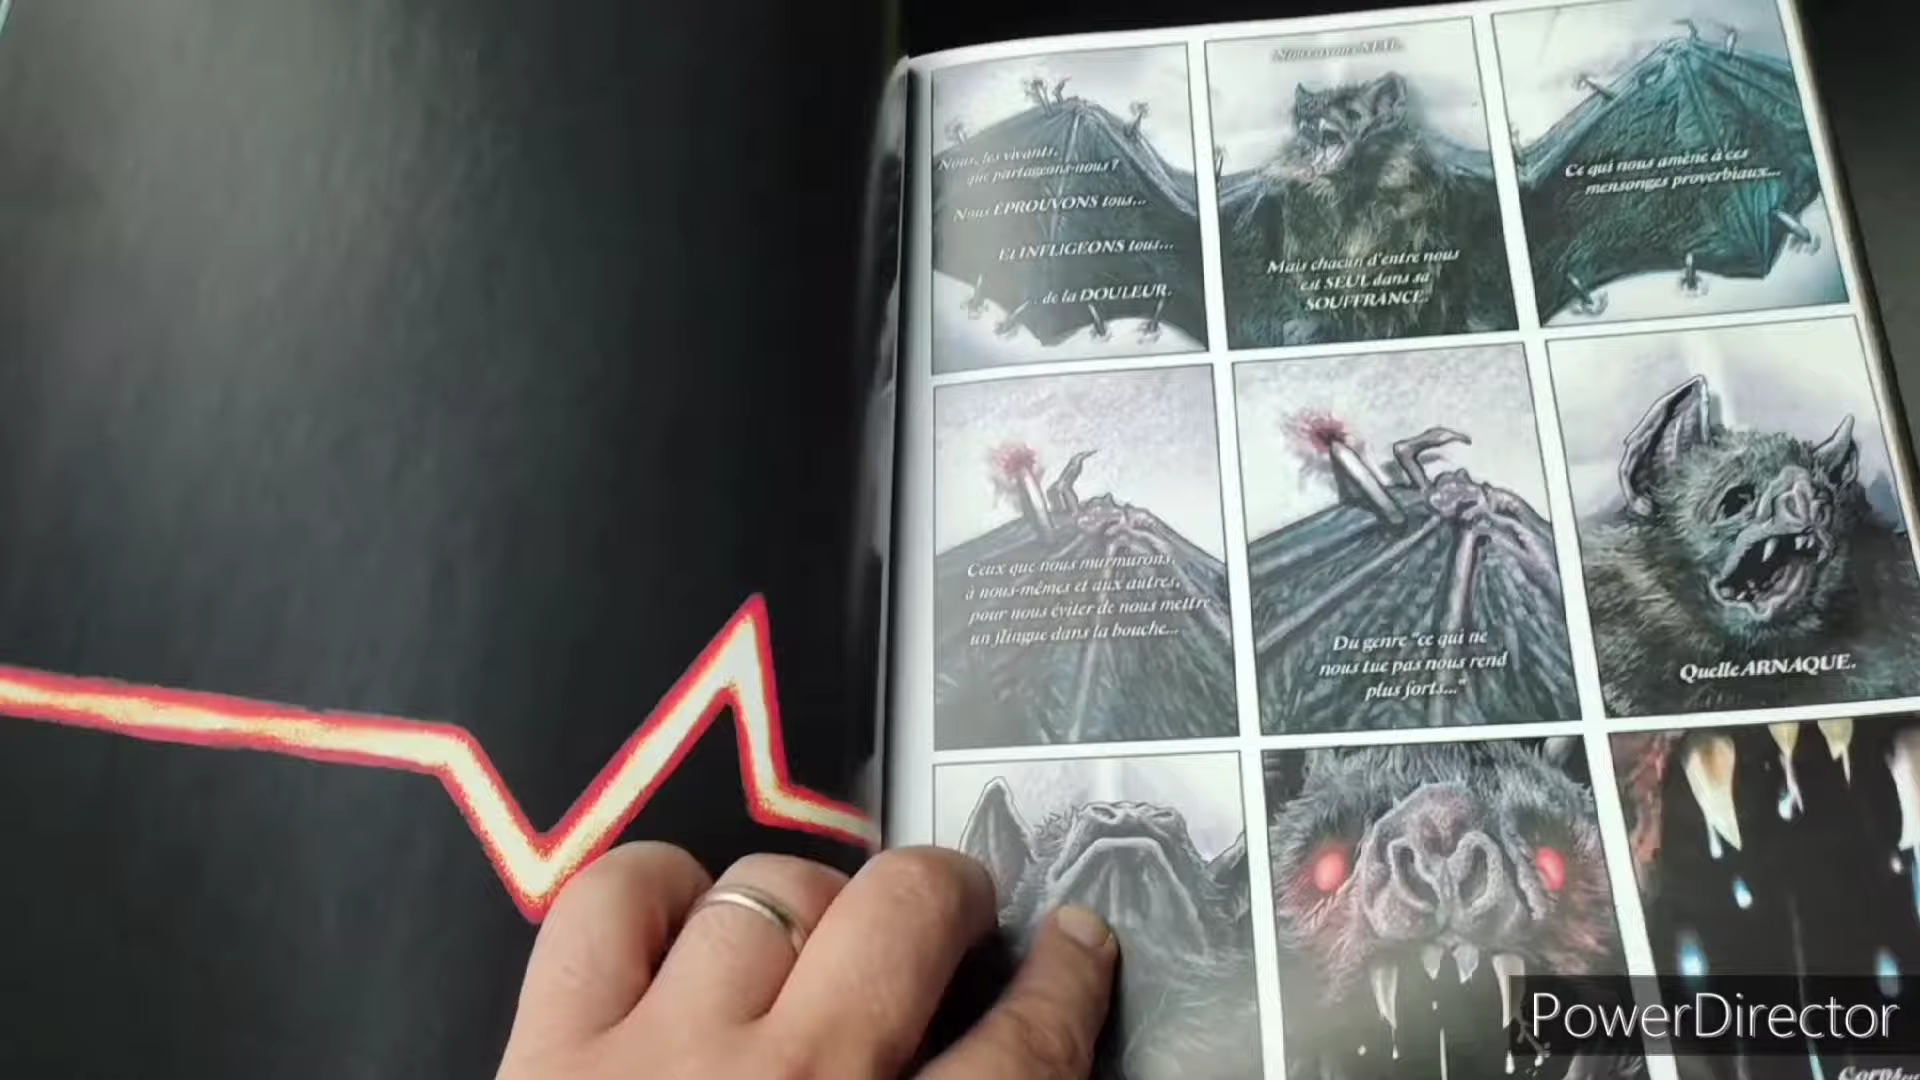 Nous, les vivants,
que partageons-nous ?
Nous ÉPROUVONS tous...
Et INFLIGEONS tous...
... de la DOULEUR.
Nous avons MAL.
Mais chacun d'entre nous
est SEUL dans sa
SOUFFRANCE.
Ce qui nous amène à ces
mensonges proverbiaux...
Ceux que nous murmurons,
à nous-mêmes et aux autres,
pour nous éviter de nous mettre
un flingue dans la bouche...
Du genre "ce qui ne
nous tue pas nous rend
plus forts..."
Quelle ARNAQUE.
PowerDirector